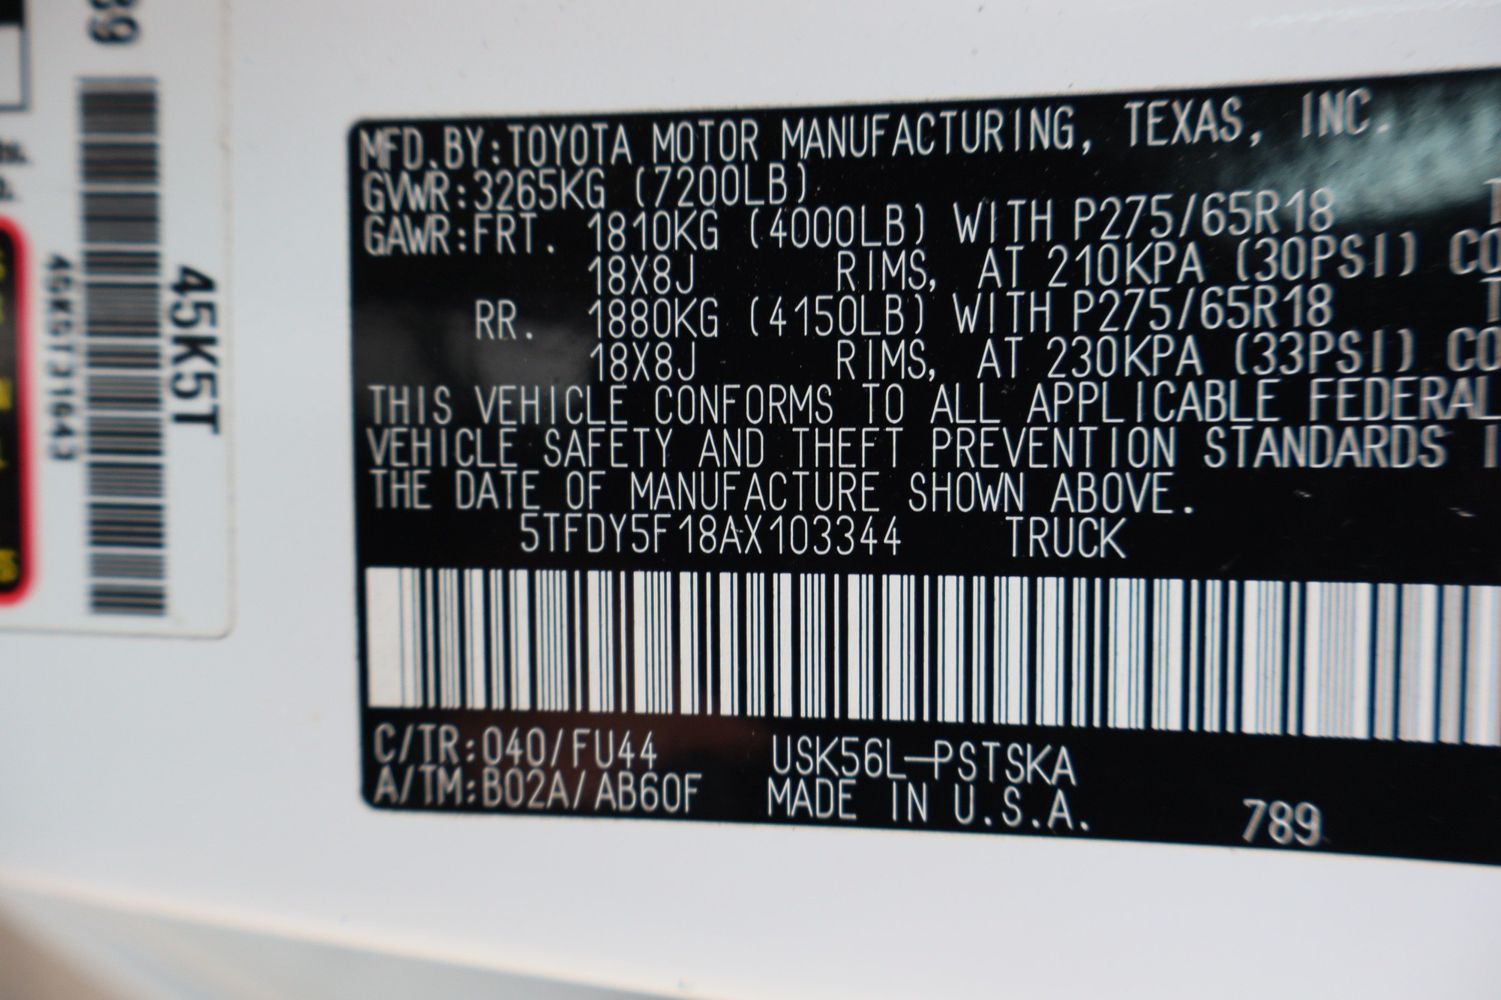 MFD.BY:TOYOTA MOTOR MANUFACTURING, TEXAS, INC.
GVWR:3265KG (7200LB)
GAWR:FRT. 1810KG (4000LB) WITH P275/65R18
18X8J RIMS, AT 210KPA (30PSI) CO
RR. 1880KG (4150LB) WITH P275/65R18
18X8J RIMS, AT 230KPA (33PSI) CO
THIS VEHICLE CONFORMS TO ALL APPLICABLE FEDERAL
VEHICLE SAFETY AND THEFT PREVENTION STANDARDS
THE DATE OF MANUFACTURE SHOWN ABOVE.
5TFDY5F18AX103344 TRUCK
C/TR:040/FU44 USK56L-PSTSKA
A/TM:B02A/AB60F MADE IN U.S.A. 789
45K5T
45K5T31643